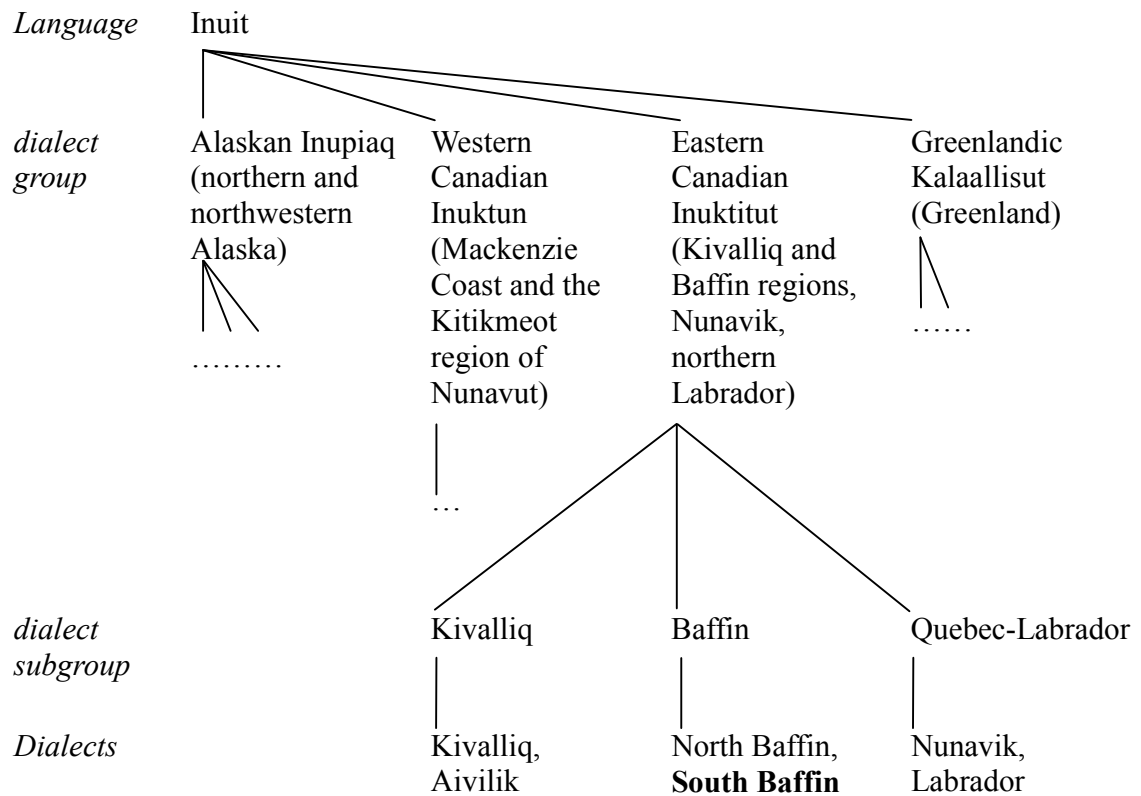 Language Inuit
dialect group
Alaskan Inupiaq
(northern and
northwestern
Alaska)
………
Western
Canadian
Inuktun
(Mackenzie
Coast and the
Kitikmeot
region of
Nunavut)
…
Eastern
Canadian
Inuktitut
(Kivalliq and
Baffin regions,
Nunavik,
northern
Labrador)
Greenlandic
Kalaallisut
(Greenland)
……
dialect
subgroup
Kivalliq
Baffin
Quebec-Labrador
Dialects
Kivalliq,
Aivilik
North Baffin,
South Baffin
Nunavik,
Labrador